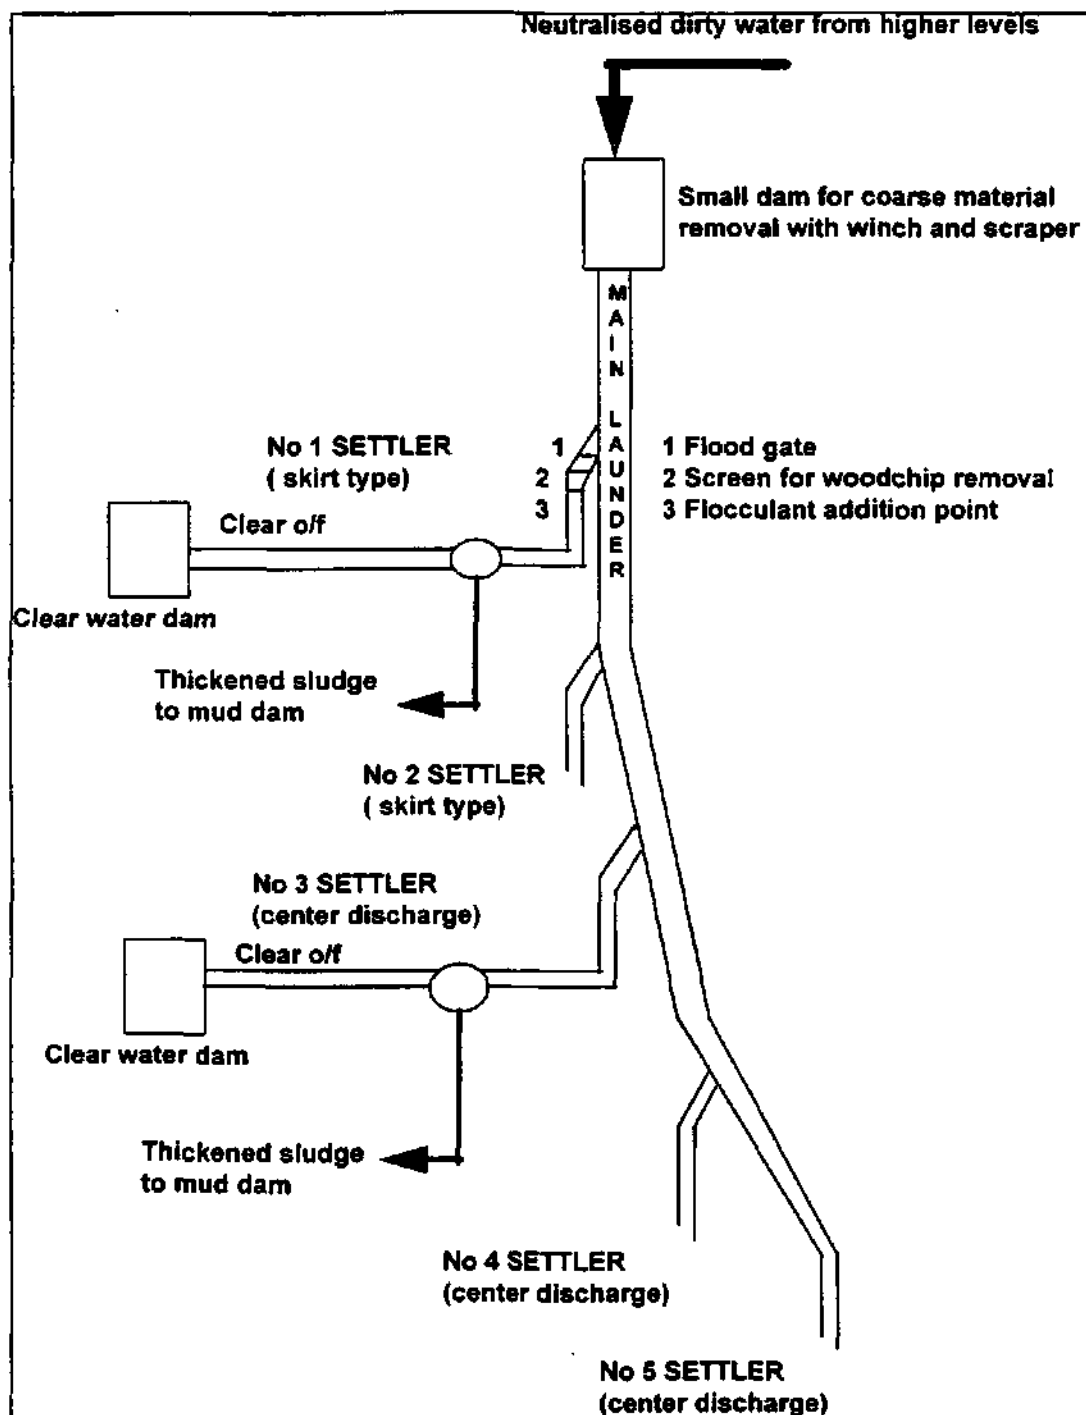 Neutralised dirty water from higher levels
Small dam for coarse material
removal with winch and scraper
MAIN LAUNDER
No 1 SETTLER
( skirt type)
1
2
3
1 Flood gate
2 Screen for woodchip removal
3 Flocculant addition point
Clear o/f
Clear water dam
Thickened sludge
to mud dam
No 2 SETTLER
( skirt type)
No 3 SETTLER
(center discharge)
Clear o/f
Clear water dam
Thickened sludge
to mud dam
No 4 SETTLER
(center discharge)
No 5 SETTLER
(center discharge)